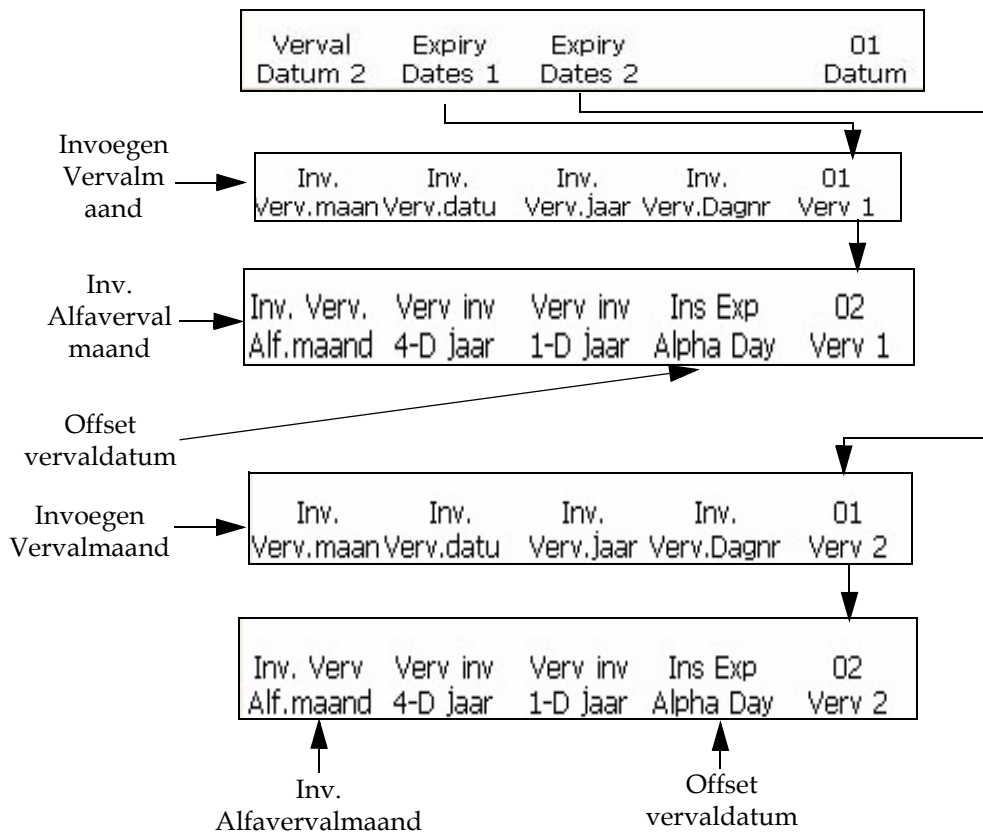 Verval Expiry Expiry 01
Datum 2 Dates 1 Dates 2 Datum
Invoegen
Vervalm
aand
Inv. Inv. Inv. Inv. 01
Verv.maan Verv.datu Verv.jaar Verv.Dagnr Verv 1
Inv.
Alfaverval
maand
Inv. Verv. Verv inv Verv inv Ins Exp 02
Alf.maand 4-D jaar 1-D jaar Alpha Day Verv 1
Offset
vervaldatum
Invoegen
Vervalmaand
Inv. Inv. Inv. Inv. 01
Verv.maan Verv.datu Verv.jaar Verv.Dagnr Verv 2
Inv. Verv Verv inv Verv inv Ins Exp 02
Alf.maand 4-D jaar 1-D jaar Alpha Day Verv 2
Inv.
Alfavervalmaand
Offset
vervaldatum